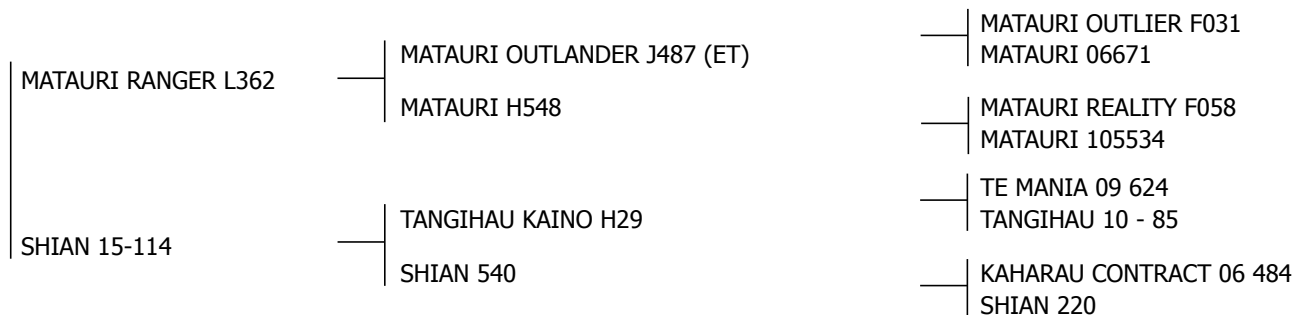 MATAURI OUTLIER F031
MATAURI OUTLANDER J487 (ET)
MATAURI 06671
MATAURI RANGER L362
MATAURI H548
MATAURI REALITY F058
MATAURI 105534
TE MANIA 09 624
TANGIHAU KAINO H29
TANGIHAU 10 - 85
SHIAN 15-114
SHIAN 540
KAHARAU CONTRACT 06 484
SHIAN 220